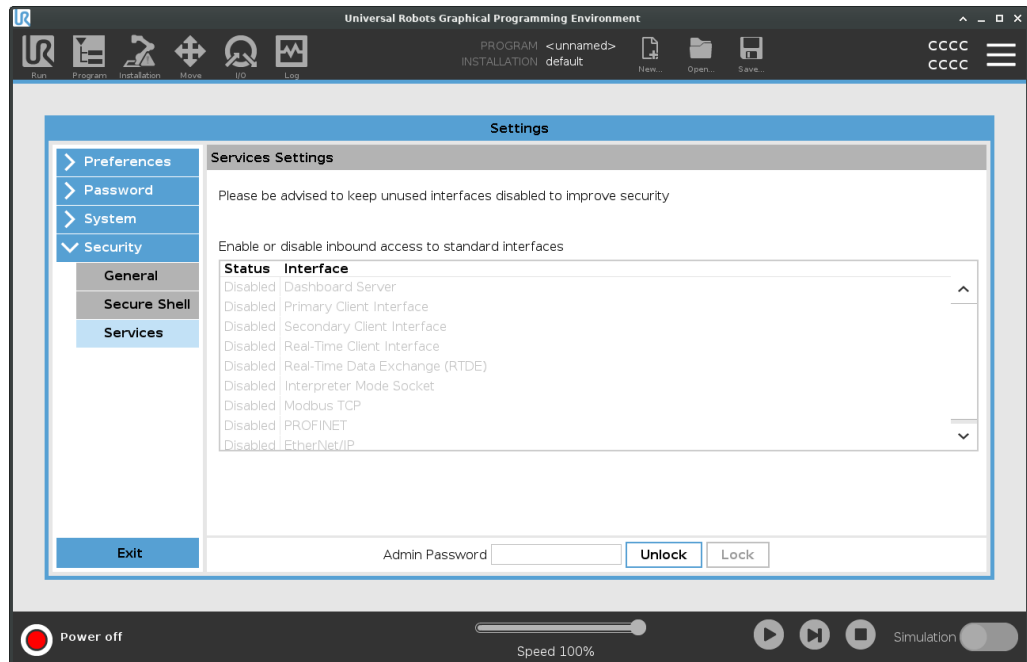 Universal Robots Graphical Programming Environment
UR
PROGRAM <unnamed>
INSTALLATION default
CCCC
CCCC
Run Program Installation Move I/O Log New... Open... Save...
Settings
Preferences
Password
System
Security
General
Secure Shell
Services
Exit
Services Settings
Please be advised to keep unused interfaces disabled to improve security
Enable or disable inbound access to standard interfaces
Status Interface
Disabled Dashboard Server
Disabled Primary Client Interface
Disabled Secondary Client Interface
Disabled Real-Time Client Interface
Disabled Real-Time Data Exchange (RTDE)
Disabled Interpreter Mode Socket
Disabled Modbus TCP
Disabled PROFINET
Disabled EtherNet/IP
Admin Password Unlock Lock
Power off
Speed 100%
Simulation